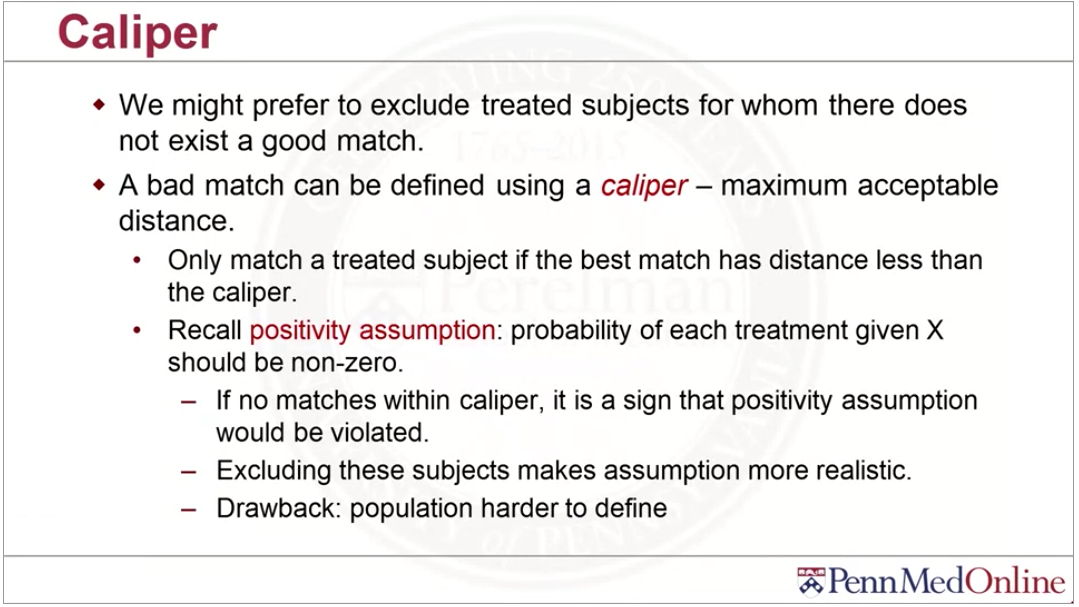 Caliper
We might prefer to exclude treated subjects for whom there does
not exist a good match.
A bad match can be defined using a caliper – maximum acceptable
distance.
Only match a treated subject if the best match has distance less than
the caliper.
Recall positivity assumption: probability of each treatment given X
should be non-zero.
– If no matches within caliper, it is a sign that positivity assumption
would be violated.
– Excluding these subjects makes assumption more realistic.
– Drawback: population harder to define
PennMedOnline
1765–2015
Perelman